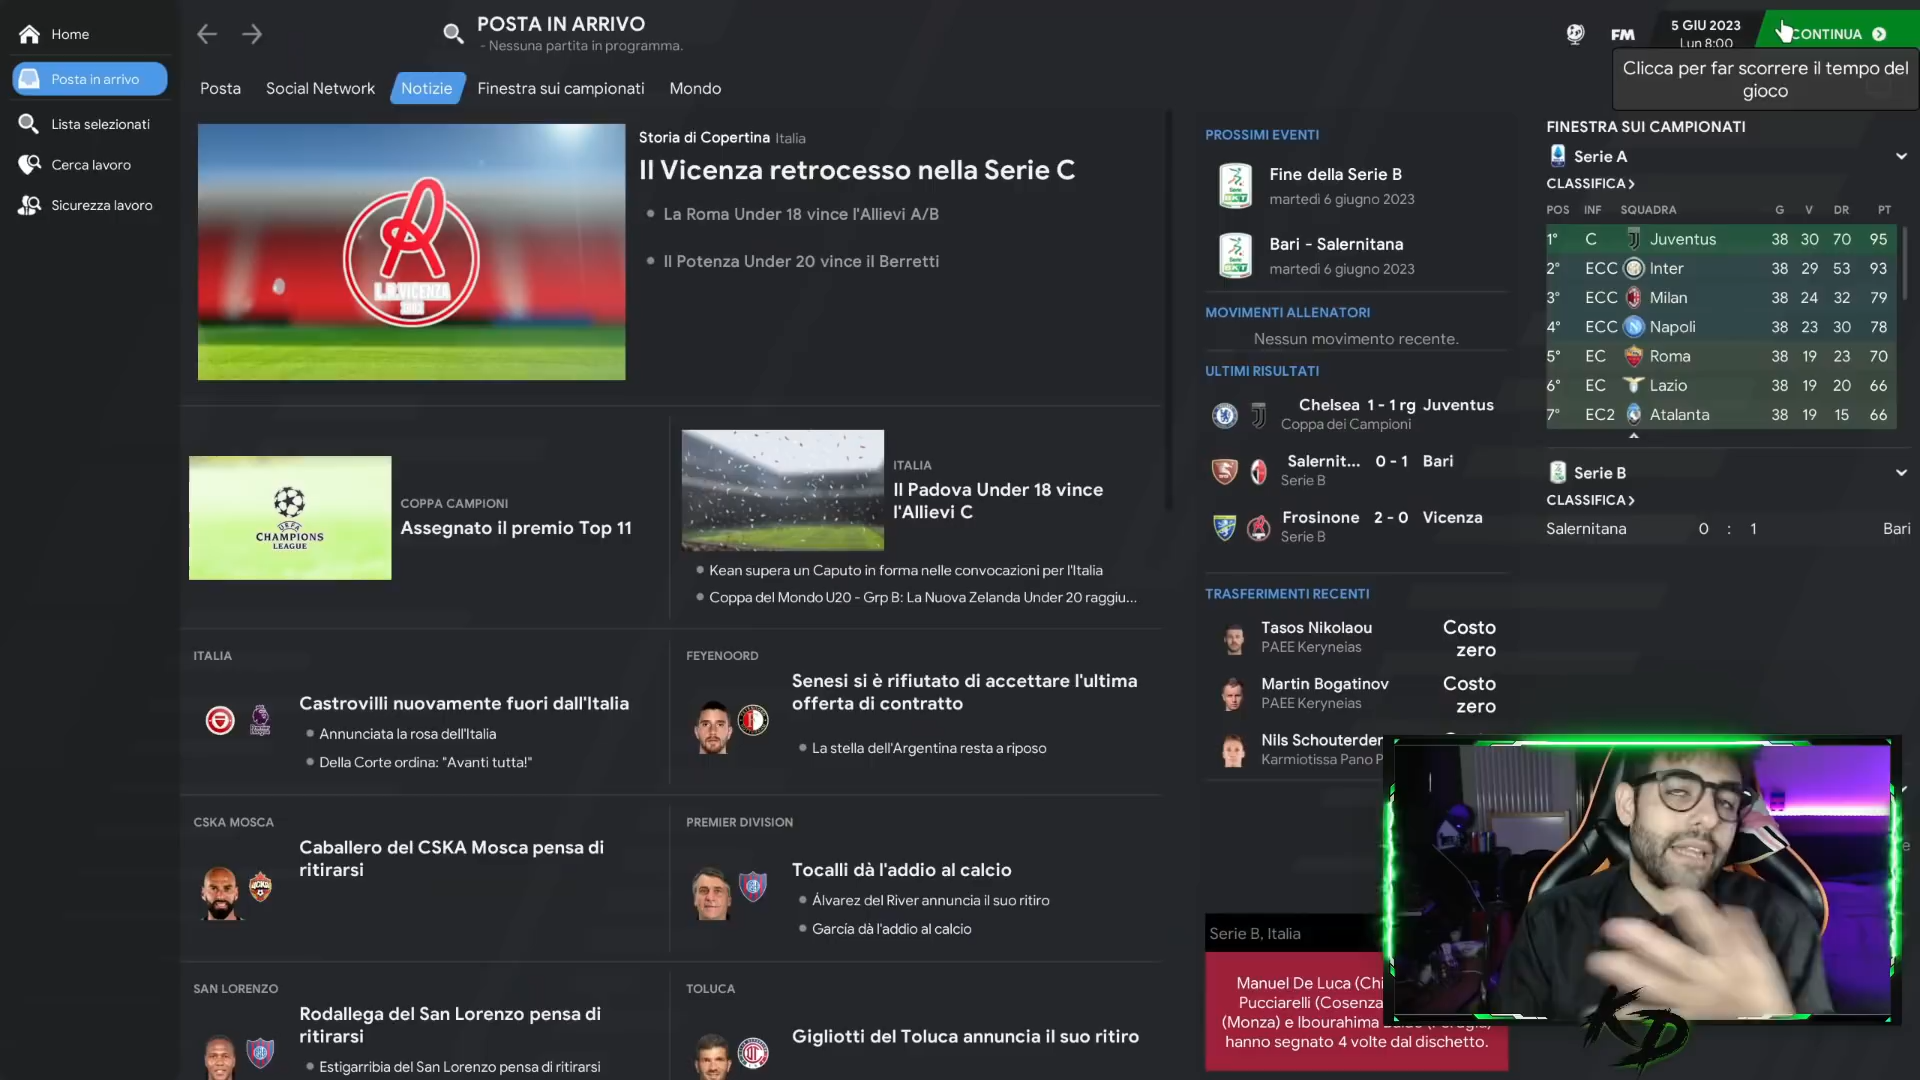 Home
Posta in arrivo
Lista selezionati
Cerca lavoro
Sicurezza lavoro
POSTA IN ARRIVO
- Nessuna partita in programma.
FM
5 GIU 2023
Lun 8:00
CONTINUA
Clicca per far scorrere il tempo del
gioco
Posta
Social Network
Notizie
Finestra sui campionati
Mondo
L.R. VICENZA
Storia di Copertina Italia
Il Vicenza retrocesso nella Serie C
La Roma Under 18 vince l'Allievi A/B
Il Potenza Under 20 vince il Berretti
UEFA
CHAMPIONS
LEAGUE
COPPA CAMPIONI
Assegnato il premio Top 11
ITALIA
Il Padova Under 18 vince
l'Allievi C
Kean supera un Caputo in forma nelle convocazioni per l'Italia
Coppa del Mondo U20 - Grp B: La Nuova Zelanda Under 20 raggiu...
ITALIA
Castrovilli nuovamente fuori dall'Italia
Annunciata la rosa dell'Italia
Della Corte ordina: "Avanti tutta!"
FEYENOORD
Senesi si è rifiutato di accettare l'ultima
offerta di contratto
La stella dell'Argentina resta a riposo
CSKA MOSCA
Caballero del CSKA Mosca pensa di
ritirarsi
PREMIER DIVISION
Tocalli dà l'addio al calcio
Álvarez del River annuncia il suo ritiro
García dà l'addio al calcio
SAN LORENZO
Rodallega del San Lorenzo pensa di
ritirarsi
Estigarribia del San Lorenzo pensa di ritirarsi
TOLUCA
Gigliotti del Toluca annuncia il suo ritiro
PROSSIMI EVENTI
Fine della Serie B
martedì 6 giugno 2023
Bari - Salernitana
martedì 6 giugno 2023
MOVIMENTI ALLENATORI
Nessun movimento recente.
ULTIMI RISULTATI
Chelsea 1 - 1 rg Juventus
Coppa dei Campioni
Salernit... 0 - 1 Bari
Serie B
Frosinone 2 - 0 Vicenza
Serie B
TRASFERIMENTI RECENTI
Tasos Nikolaou
PAEE Keryneias
Costo
zero
Martin Bogatinov
PAEE Keryneias
Costo
zero
Nils Schouterden
Karmiotissa Pano P
Serie B, Italia
Manuel De Luca (Chi
Pucciarelli (Cosenza
(Monza) e Ibourahima
hanno segnato 4 volte dal dischetto.
FINESTRA SUI CAMPIONATI
Serie A
CLASSIFICA >
POS INF SQUADRA G V DR PT
1° C Juventus 38 30 70 95
2° ECC Inter 38 29 53 93
3° ECC Milan 38 24 32 79
4° ECC Napoli 38 23 30 78
5° EC Roma 38 19 23 70
6° EC Lazio 38 19 20 66
7° EC2 Atalanta 38 19 15 66
Serie B
CLASSIFICA >
Salernitana 0 : 1 Bari
KD